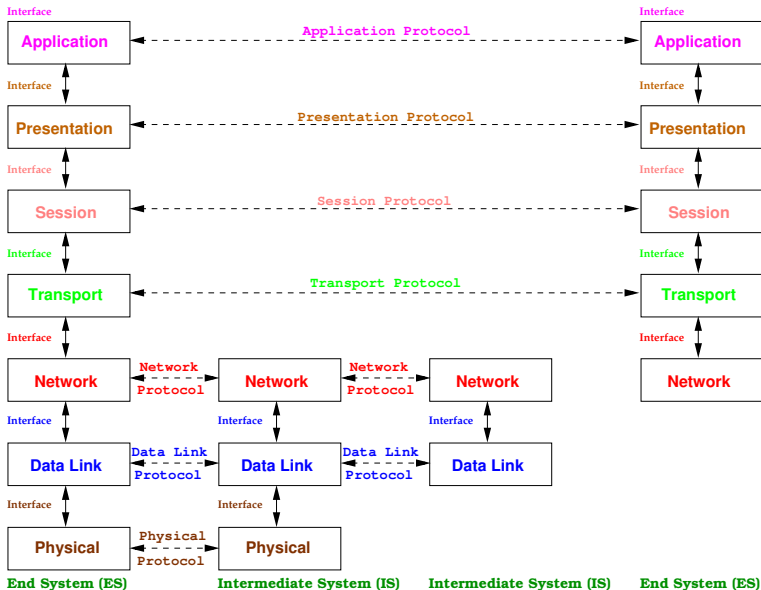 Interface Interface
Application Application Protocol Application
Interface Interface
Presentation Presentation Protocol Presentation
Interface Interface
Session Session Protocol Session
Interface Interface
Transport Transport Protocol Transport
Interface Interface
Network Network Protocol Network Network Protocol Network Network
Interface Interface Interface
Data Link Data Link Protocol Data Link Data Link Protocol Data Link
Interface Interface
Physical Physical Protocol Physical
End System (ES) Intermediate System (IS) Intermediate System (IS) End System (ES)